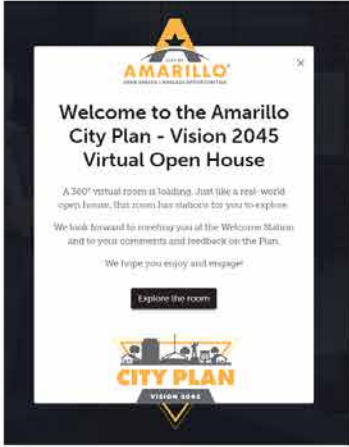 CITY OF
AMARILLO
×
Welcome to the Amarillo
City Plan - Vision 2045
Virtual Open House
A 360° virtual room is loading. Just like a real-world
open house, this room has stations for you to explore.
We look forward to meeting you at the Welcome Station
and to your comments and feedback on the Plan.
We hope you enjoy and engage!
Explore the room
CITY PLAN
VISION 2045